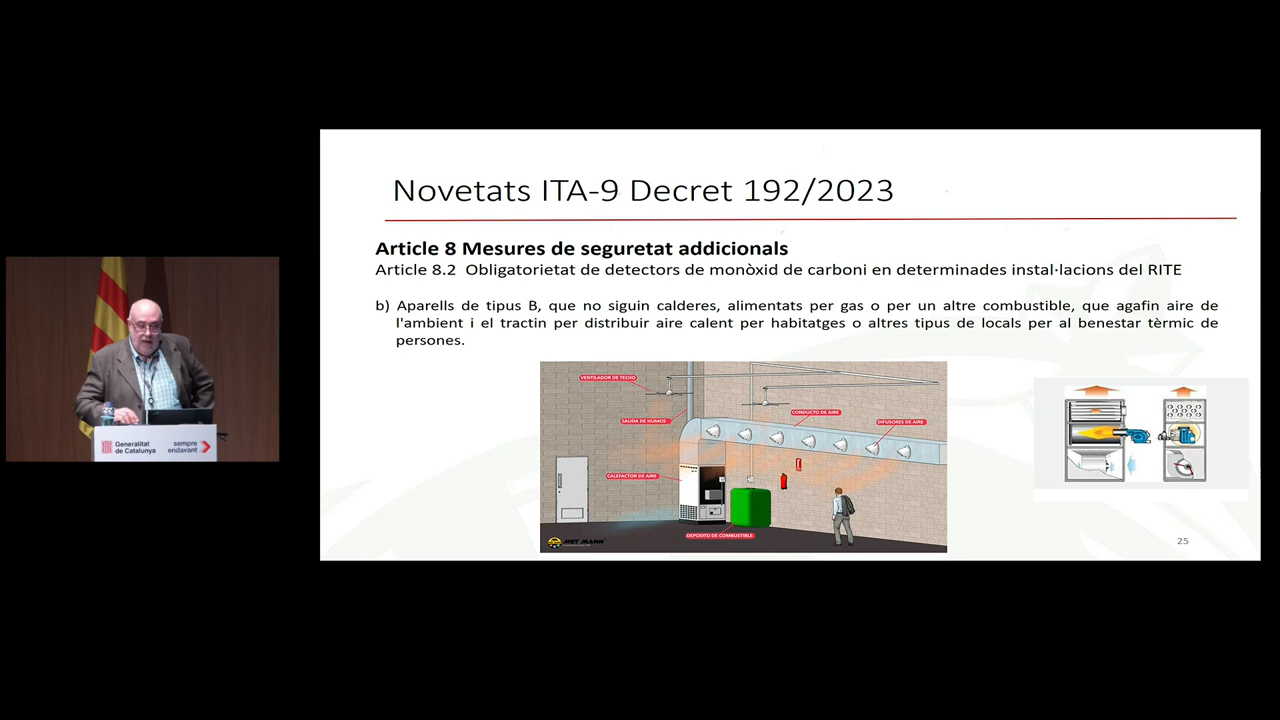 Novetats ITA-9 Decret 192/2023
Article 8 Mesures de seguretat addicionals
Article 8.2 Obligatorietat de detectors de monòxid de carboni en determinades instal·lacions del RITE
b) Aparells de tipus B, que no siguin calderes, alimentats per gas o per un altre combustible, que agafin aire de
l'ambient i el tractin per distribuir aire calent per habitatges o altres tipus de locals per al benestar tèrmic de
persones.
VENTILADOR DE TECHO
SALIDA DE HUMOS
CONDUCTO DE AIRE
DIFUSORES DE AIRE
CALEFACTOR DE AIRE
DEPOSITO DE COMBUSTIBLE
MET MANN
25
Generalitat
de Catalunya
sempre
endavant